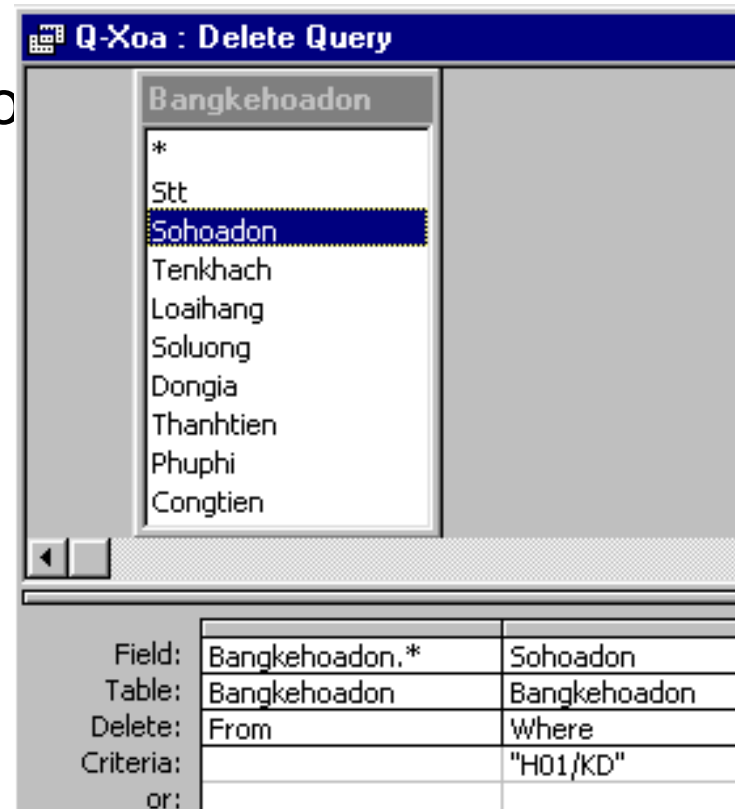 Q-Xoa : Delete Query
Bangkehoadon
*
Stt
Sohoadon
Tenkhach
Loaihang
Soluong
Dongia
Thanhtien
Phuphi
Congtien
Field: Bangkehoadon.* Sohoadon
Table: Bangkehoadon Bangkehoadon
Delete: From Where
Criteria: "H01/KD"
or: